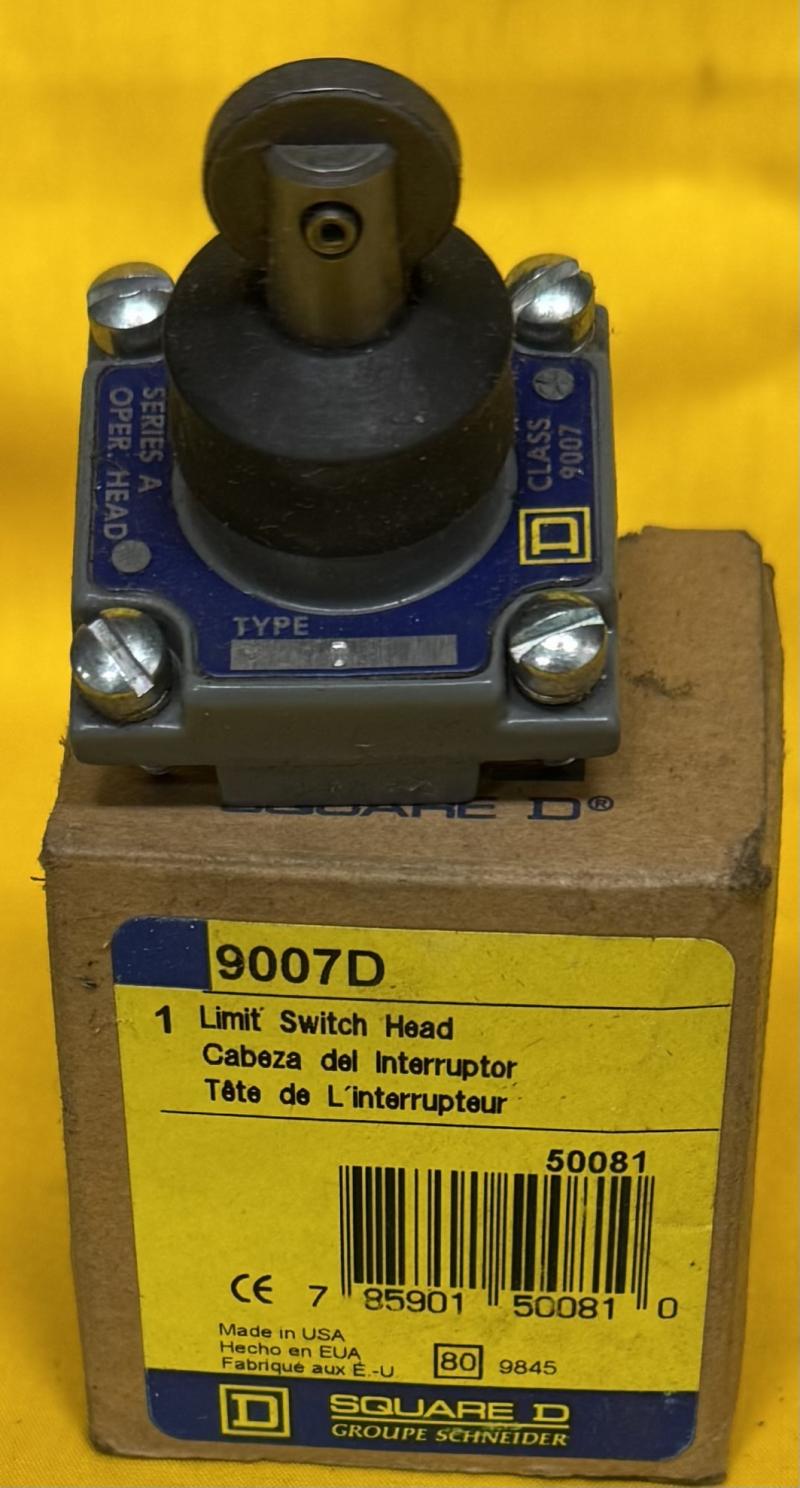 SERIES A
OPER. HEAD
CLASS
9007
D
TYPE
SQUARE D®
9007D
1 Limit Switch Head
Cabeza del Interruptor
Tête de L´interrupteur
50081
CE 7 85901 50081 0
Made in USA
Hecho en EUA
Fabriqué aux É.-U.
80 9845
D SQUARE D
GROUPE SCHNEIDER